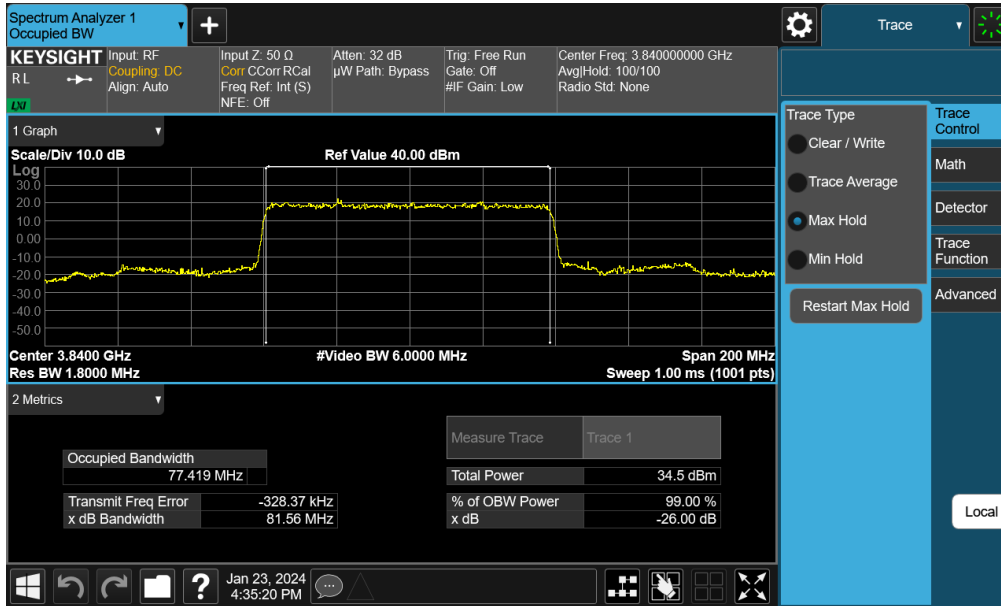 Spectrum Analyzer 1
Occupied BW
+
Trace
KEYSIGHT
R L
LXI
Input: RF
Coupling: DC
Align: Auto
Input Z: 50 Ω
Corr CCorr RCal
Freq Ref: Int (S)
NFE: Off
Atten: 32 dB
µW Path: Bypass
Trig: Free Run
Gate: Off
#IF Gain: Low
Center Freq: 3.840000000 GHz
Avg|Hold: 100/100
Radio Std: None
1 Graph
Scale/Div 10.0 dB
Ref Value 40.00 dBm
Log
30.0
20.0
10.0
0.00
-10.0
-20.0
-30.0
-40.0
-50.0
Center 3.8400 GHz
#Video BW 6.0000 MHz
Span 200 MHz
Res BW 1.8000 MHz
Sweep 1.00 ms (1001 pts)
2 Metrics
Measure Trace
Trace 1
Occupied Bandwidth
77.419 MHz
Total Power
34.5 dBm
Transmit Freq Error
-328.37 kHz
% of OBW Power
99.00 %
x dB Bandwidth
81.56 MHz
x dB
-26.00 dB
Trace Type
Clear / Write
Trace Average
Max Hold
Min Hold
Restart Max Hold
Trace
Control
Math
Detector
Trace
Function
Advanced
Local
?
Jan 23, 2024
4:35:20 PM